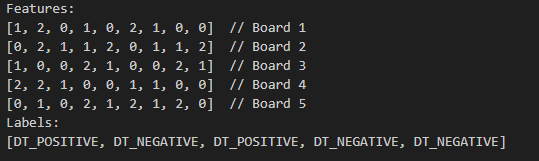 Features:
[1, 2, 0, 1, 0, 2, 1, 0, 0]  // Board 1
[0, 2, 1, 1, 2, 0, 1, 1, 2]  // Board 2
[1, 0, 0, 2, 1, 0, 0, 2, 1]  // Board 3
[2, 2, 1, 0, 0, 1, 1, 0, 0]  // Board 4
[0, 1, 0, 2, 1, 2, 1, 2, 0]  // Board 5
Labels:
[DT_POSITIVE, DT_NEGATIVE, DT_POSITIVE, DT_NEGATIVE, DT_NEGATIVE]